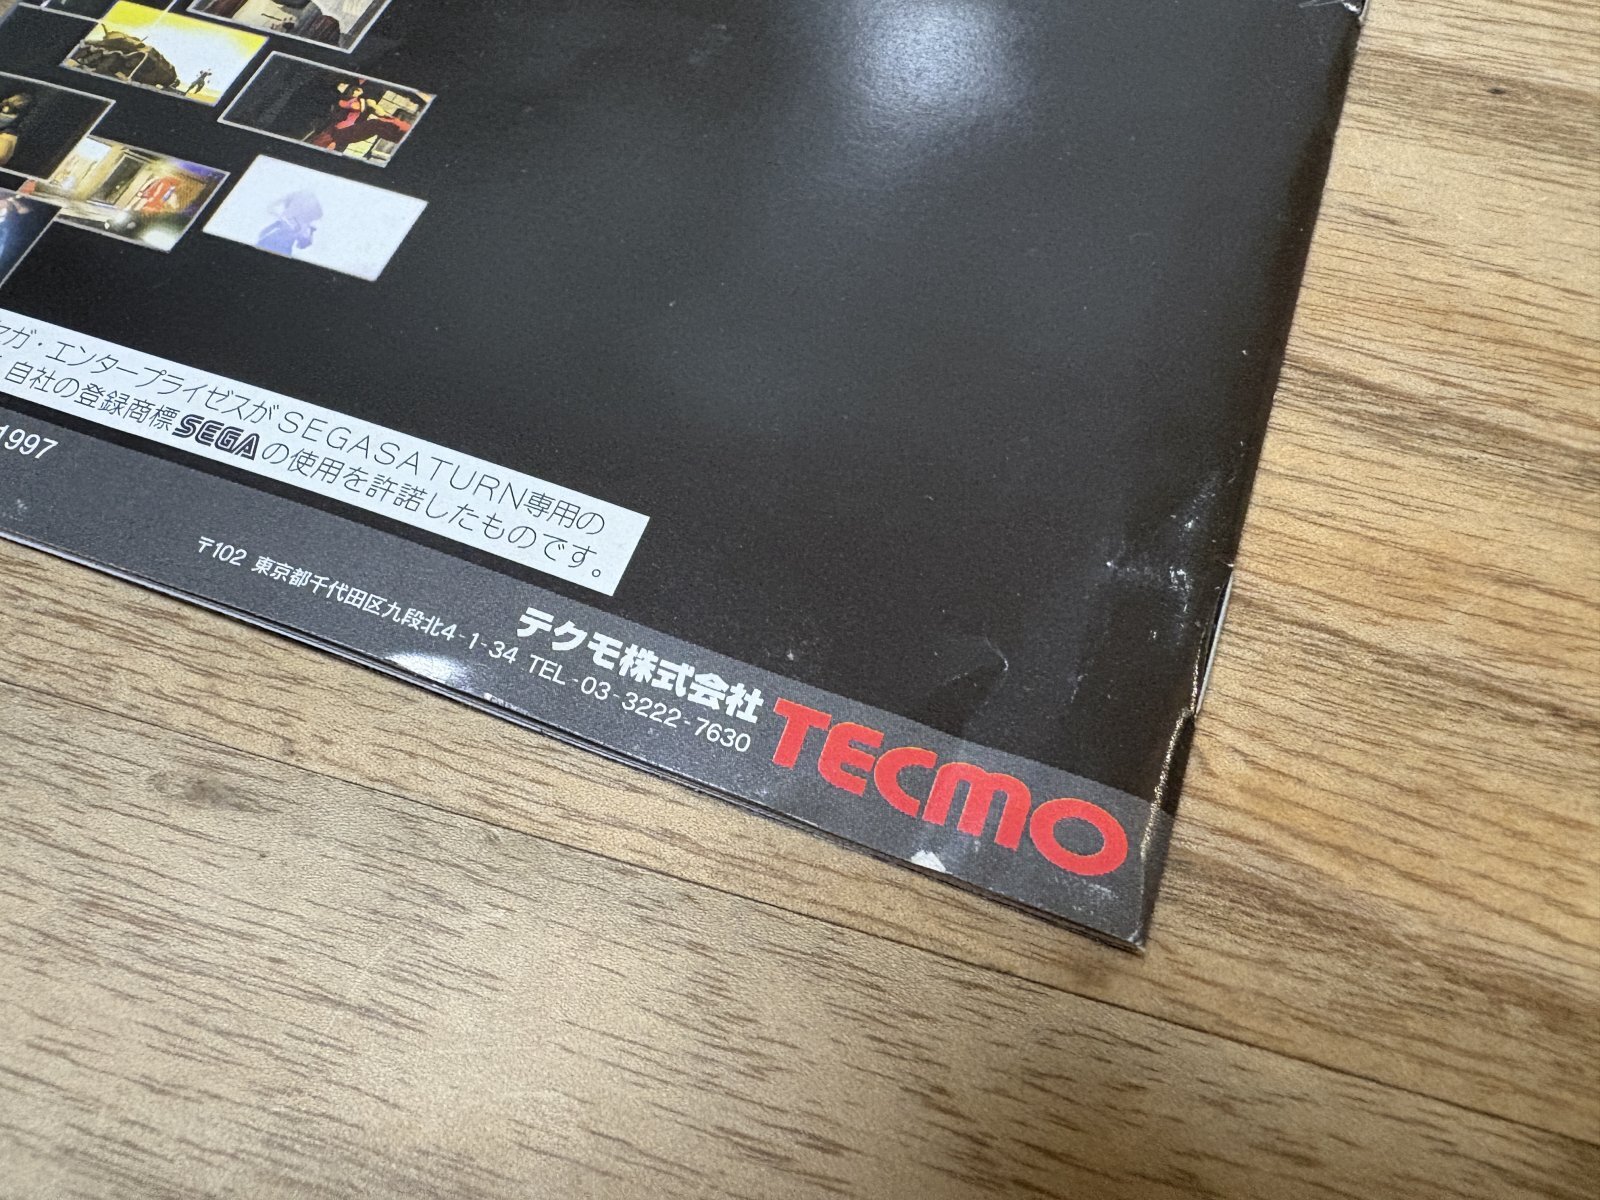 ガ・エンタープライゼスがSEGASATURN専用の
自社の登録商標SEGAの使用を許諾したものです。
1997
テクモ株式会社
〒102 東京都千代田区九段北4-1-34 TEL-03-3222-7630
TECMO